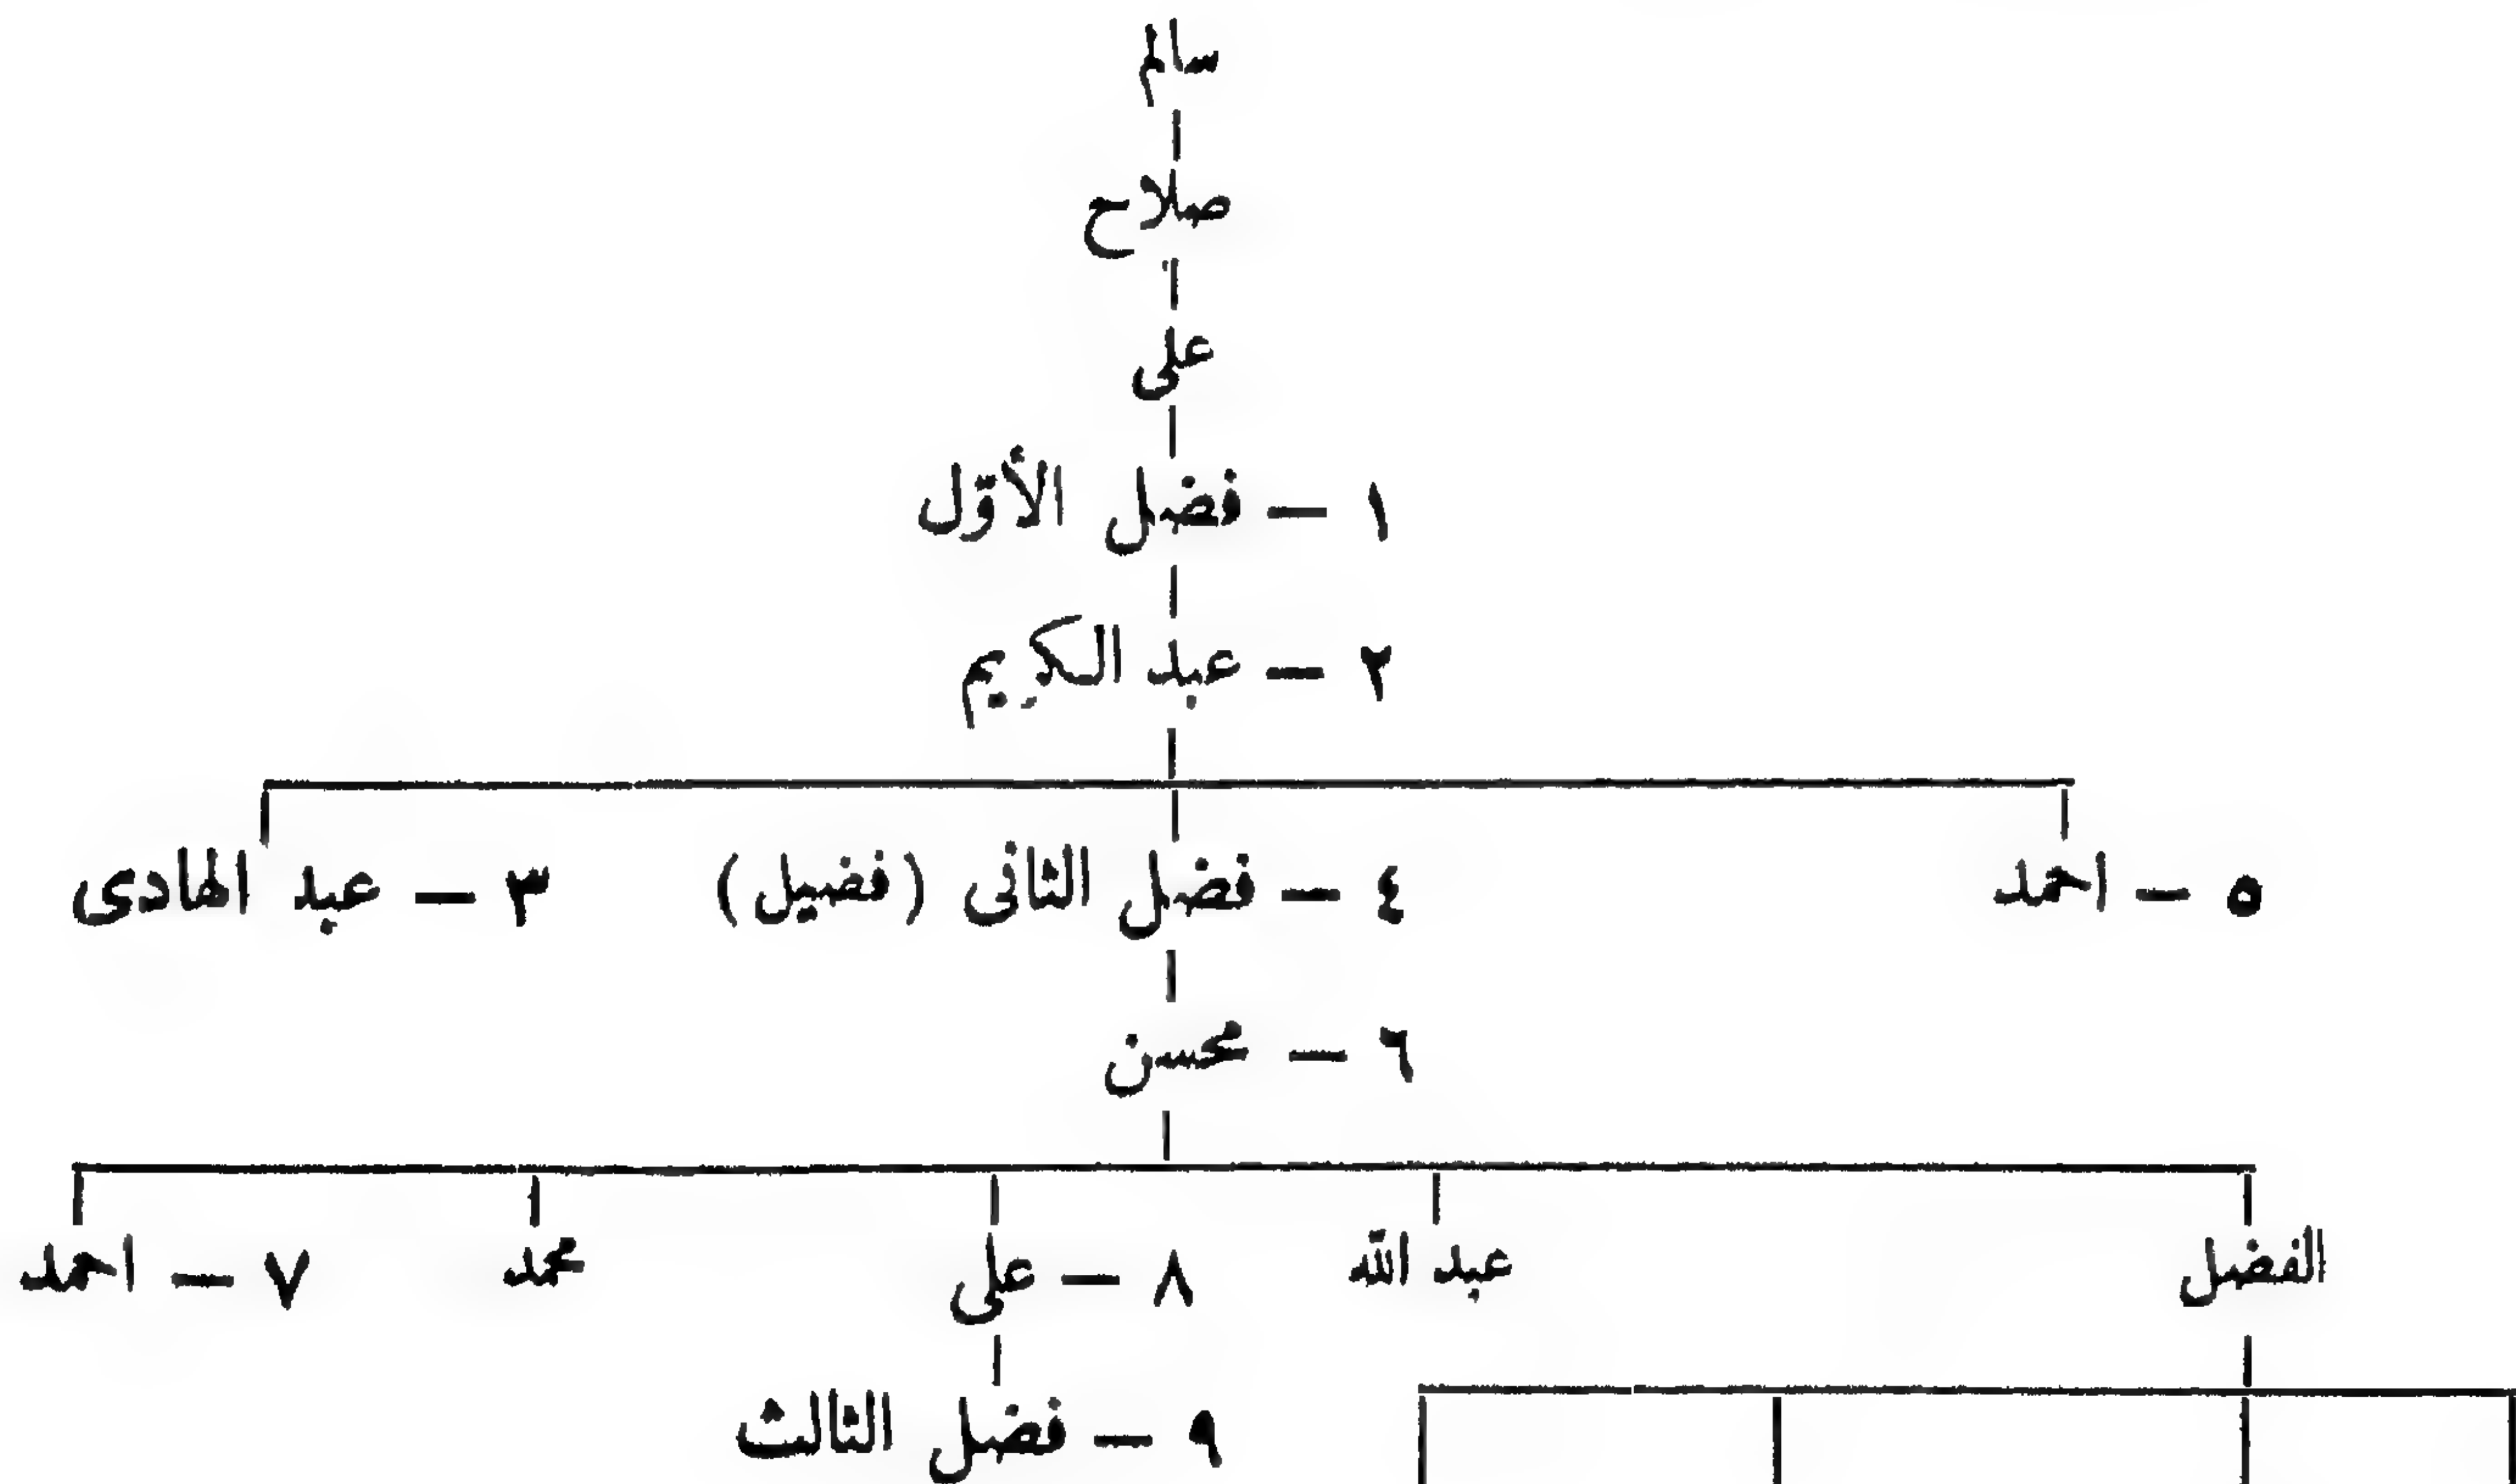 سالم
صلاح
على
١ – فضل الأوّل
٢ – عبد الكريم
٥ – احمد ٤ – فضل الثانى (فضيل) ٣ – عبد الهادى
٦ – محسن
الفضل عبد الله ٨ – على محمد ٧ – احمد
٩ – فضل الثالث